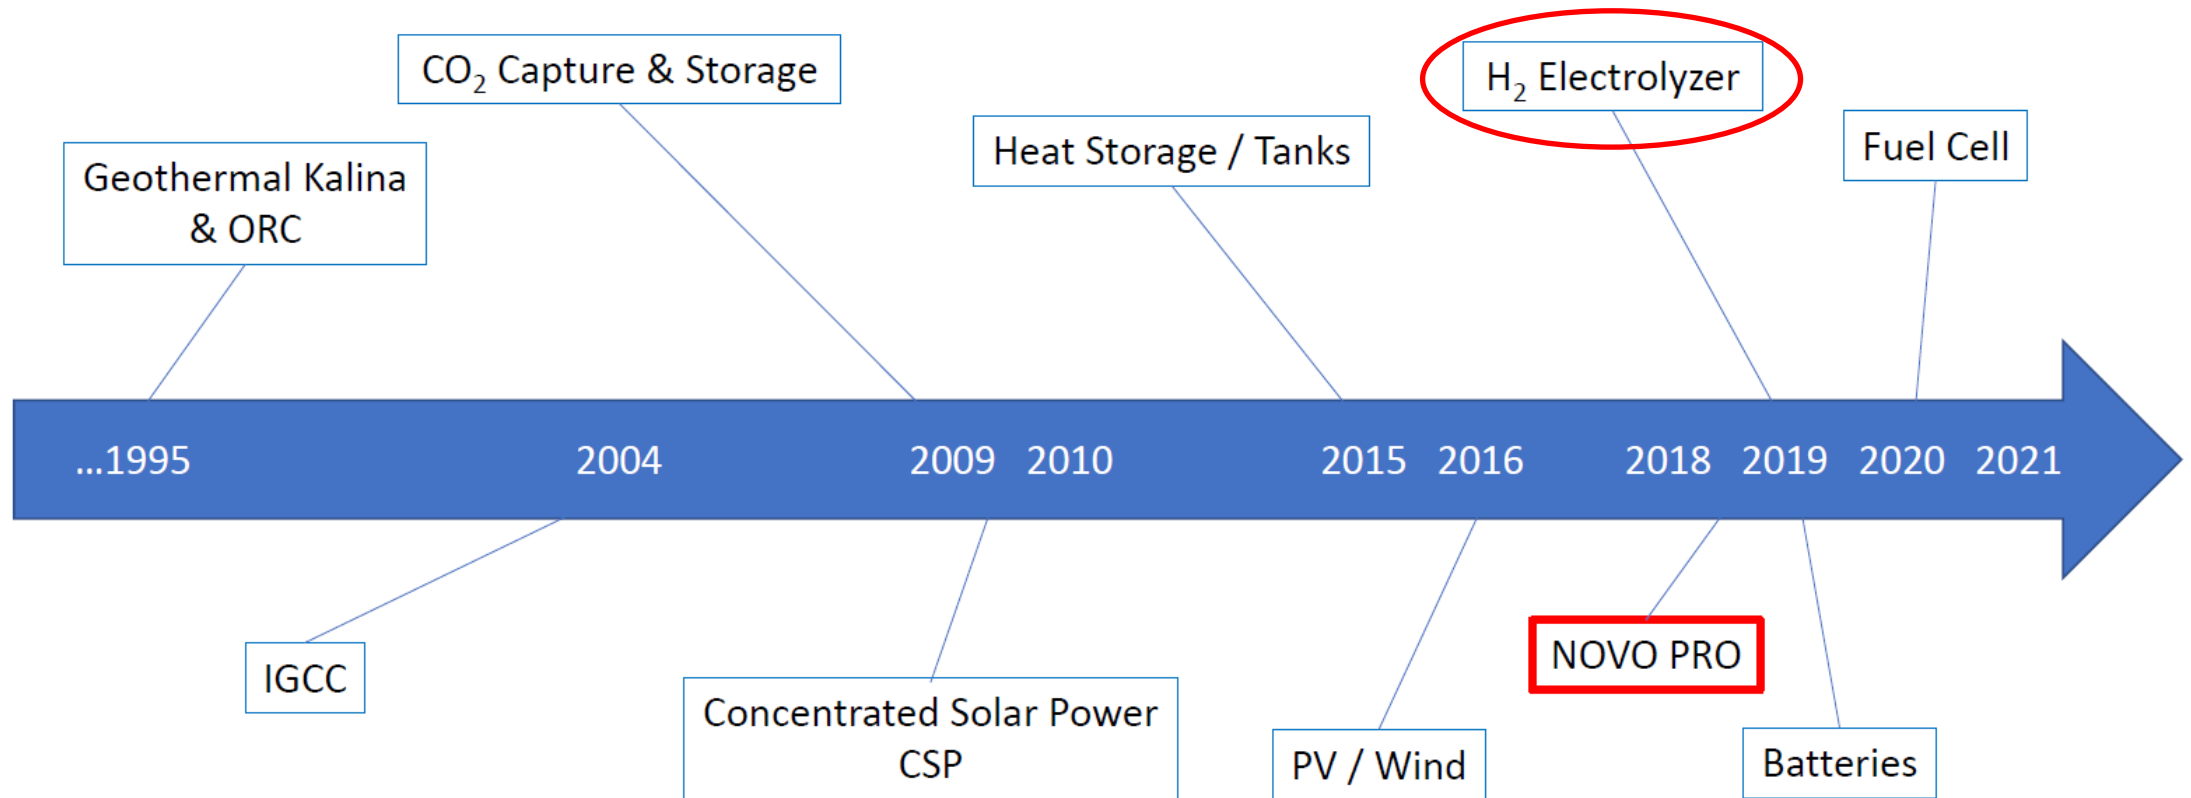 CO₂ Capture & Storage
H₂ Electrolyzer
Heat Storage / Tanks
Fuel Cell
Geothermal Kalina
& ORC
...1995 2004 2009 2010 2015 2016 2018 2019 2020 2021
IGCC
NOVO PRO
Concentrated Solar Power
CSP
PV / Wind
Batteries